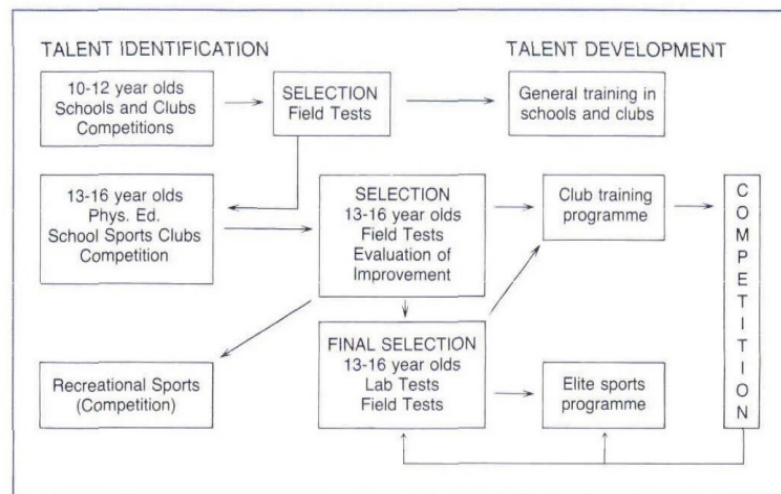 TALENT IDENTIFICATION
TALENT DEVELOPMENT
10-12 year olds
Schools and Clubs
Competitions
SELECTION
Field Tests
General training in
schools and clubs
13-16 year olds
Phys. Ed.
School Sports Clubs
Competition
SELECTION
13-16 year olds
Field Tests
Evaluation of
Improvement
Club training
programme
COMPETITION
Recreational Sports
(Competition)
FINAL SELECTION
13-16 year olds
Lab Tests
Field Tests
Elite sports
programme